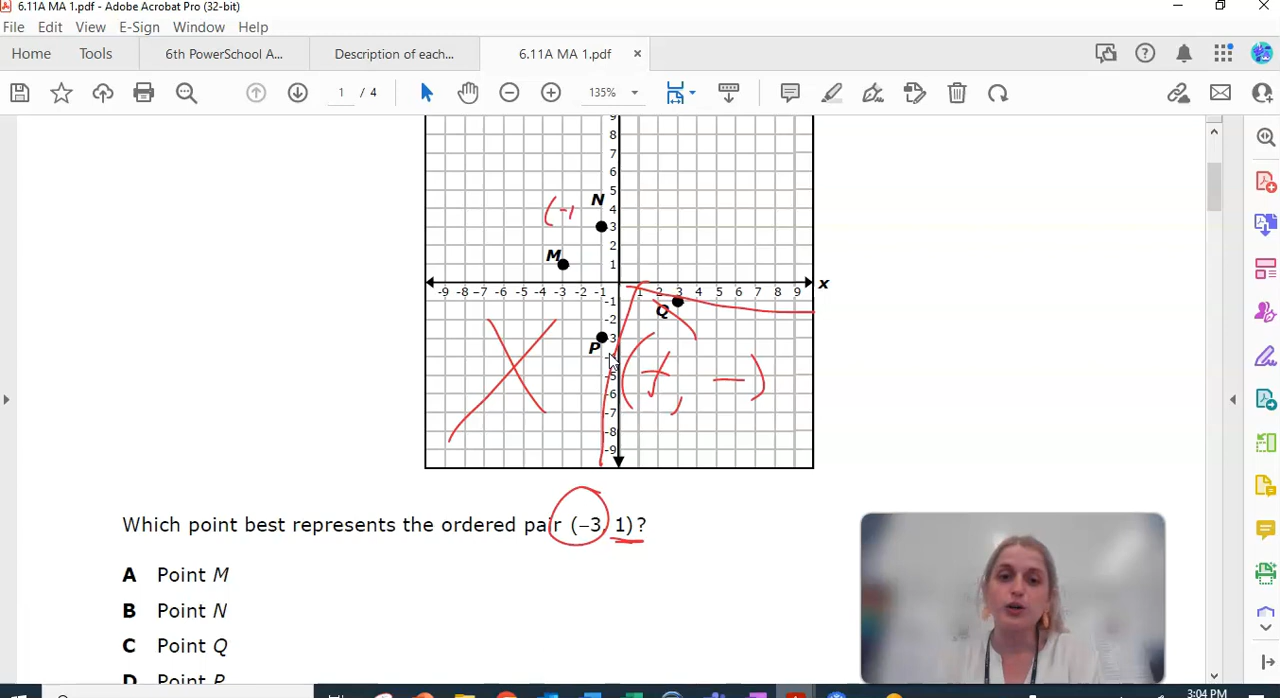 6.11A MA 1.pdf - Adobe Acrobat Pro (32-bit)
File Edit View E-Sign Window Help
Home Tools 6th PowerSchool A... Description of each... 6.11A MA 1.pdf ×
1 / 4 135%
9
8
7
6
5
4
3
2
1
N
(-1
M
x
-9 -8 -7 -6 -5 -4 -3 -2 -1 1 2 3 4 5 6 7 8 9
-1
-2
-5
-6
-7
-8
-9
Q
P
(+, −)
Which point best represents the ordered pair (−3, 1)?
A Point M
B Point N
C Point Q
D Point P
3:04 PM